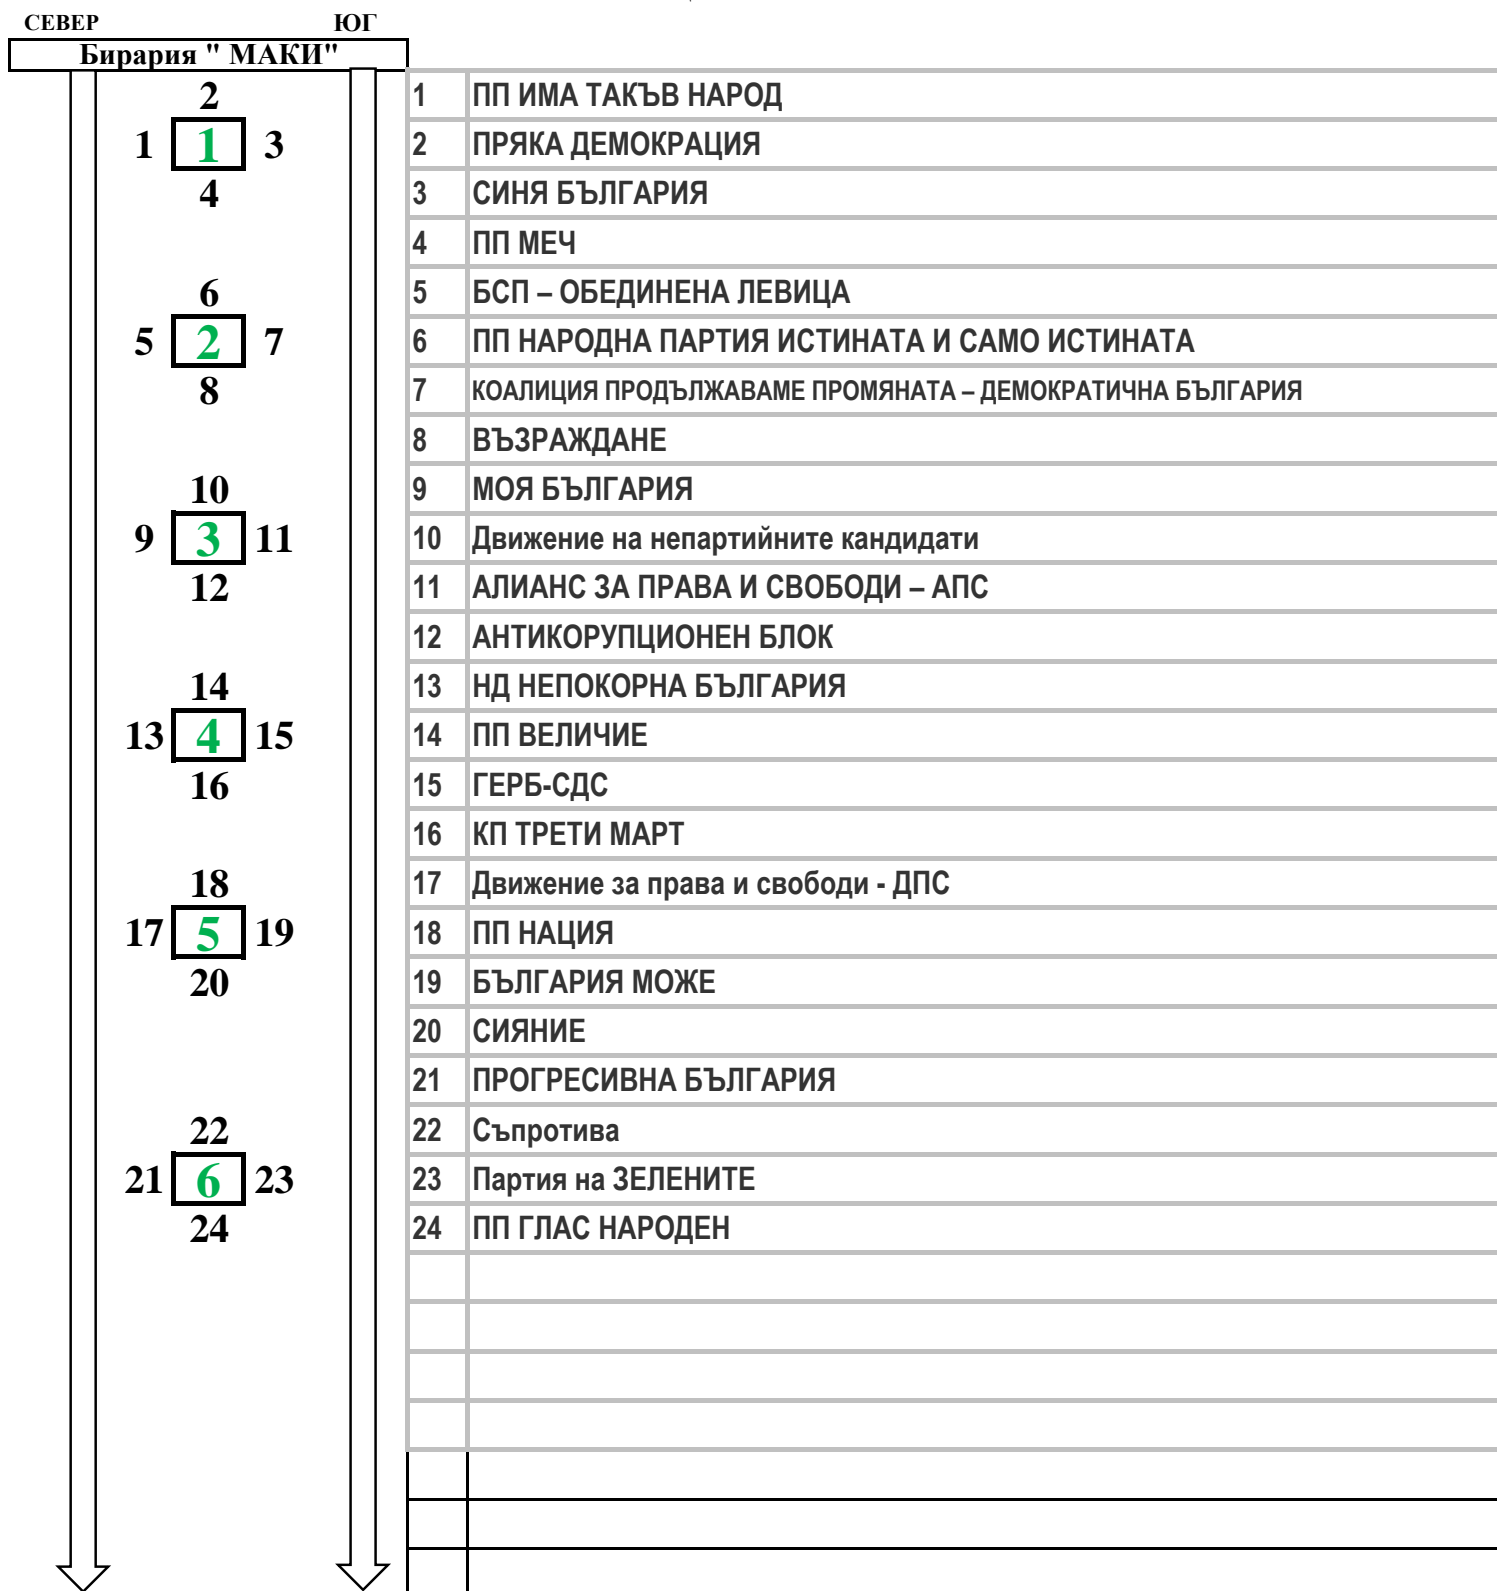 СЕВЕР ЮГ
Бирария " МАКИ"
2
1 1 3
4
6
5 2 7
8
10
9 3 11
12
14
13 4 15
16
18
17 5 19
20
22
21 6 23
24
1 ПП ИМА ТАКЪВ НАРОД
2 ПРЯКА ДЕМОКРАЦИЯ
3 СИНЯ БЪЛГАРИЯ
4 ПП МЕЧ
5 БСП – ОБЕДИНЕНА ЛЕВИЦА
6 ПП НАРОДНА ПАРТИЯ ИСТИНАТА И САМО ИСТИНАТА
7 КОАЛИЦИЯ ПРОДЪЛЖАВАМЕ ПРОМЯНАТА – ДЕМОКРАТИЧНА БЪЛГАРИЯ
8 ВЪЗРАЖДАНЕ
9 МОЯ БЪЛГАРИЯ
10 Движение на непартийните кандидати
11 АЛИАНС ЗА ПРАВА И СВОБОДИ – АПС
12 АНТИКОРУПЦИОНЕН БЛОК
13 НД НЕПОКОРНА БЪЛГАРИЯ
14 ПП ВЕЛИЧИЕ
15 ГЕРБ-СДС
16 КП ТРЕТИ МАРТ
17 Движение за права и свободи - ДПС
18 ПП НАЦИЯ
19 БЪЛГАРИЯ МОЖЕ
20 СИЯНИЕ
21 ПРОГРЕСИВНА БЪЛГАРИЯ
22 Съпротива
23 Партия на ЗЕЛЕНИТЕ
24 ПП ГЛАС НАРОДЕН